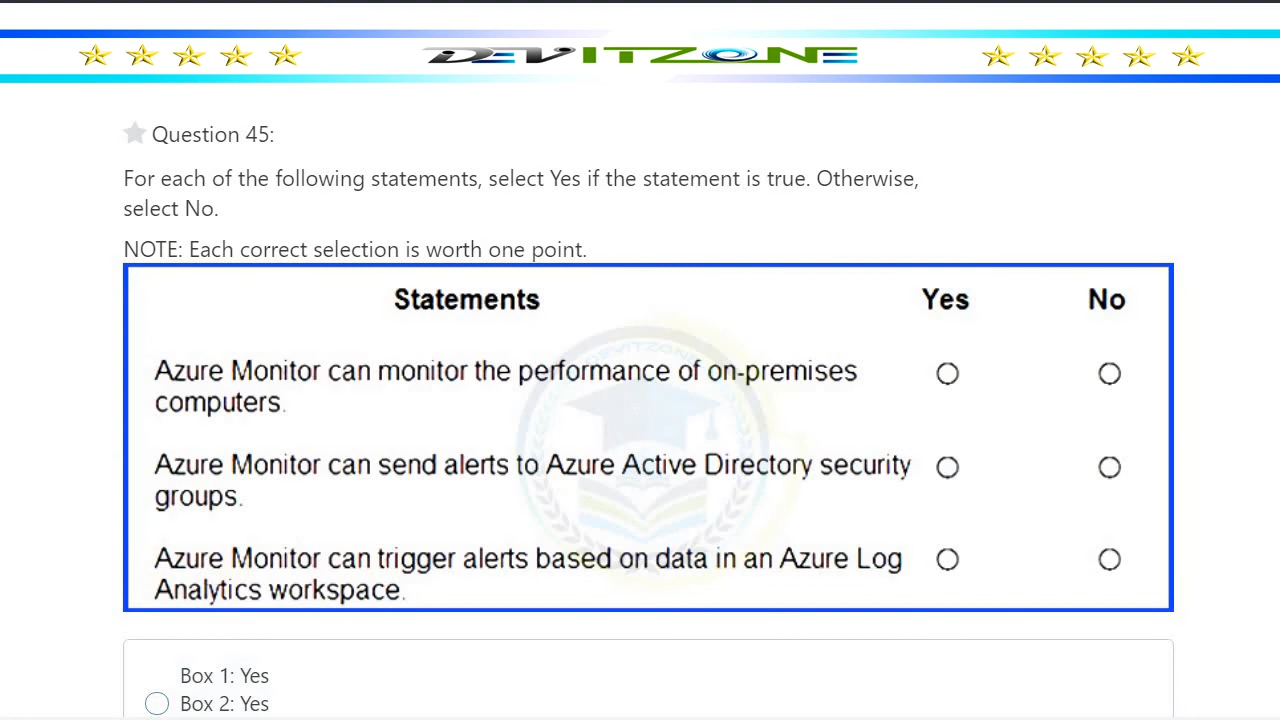 DEVITZONE
Question 45:
For each of the following statements, select Yes if the statement is true. Otherwise,
select No.
NOTE: Each correct selection is worth one point.
Statements Yes No
Azure Monitor can monitor the performance of on-premises
computers.
Azure Monitor can send alerts to Azure Active Directory security
groups.
Azure Monitor can trigger alerts based on data in an Azure Log
Analytics workspace.
Box 1: Yes
Box 2: Yes